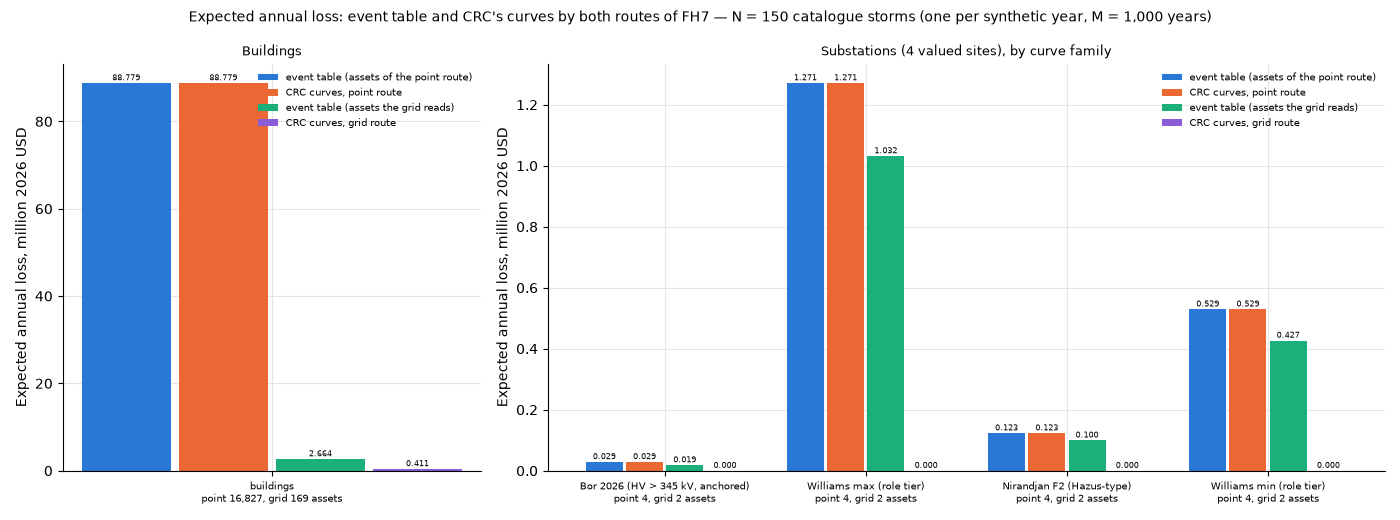 Expected annual loss: event table and CRC's curves by both routes of FH7 — N = 150 catalogue storms (one per synthetic year, M = 1,000 years)
Buildings
Expected annual loss, million 2026 USD
80
60
40
20
0
88.779
88.779
2.664
0.411
event table (assets of the point route)
CRC curves, point route
event table (assets the grid reads)
CRC curves, grid route
buildings
point 16,827, grid 169 assets
Substations (4 valued sites), by curve family
Expected annual loss, million 2026 USD
1.2
1.0
0.8
0.6
0.4
0.2
0.0
event table (assets of the point route)
CRC curves, point route
event table (assets the grid reads)
CRC curves, grid route
0.029
0.029
0.019
0.000
1.271
1.271
1.032
0.000
0.123
0.123
0.100
0.000
0.529
0.529
0.427
0.000
Bor 2026 (HV > 345 kV, anchored)
point 4, grid 2 assets
Williams max (role tier)
point 4, grid 2 assets
Nirandjan F2 (Hazus-type)
point 4, grid 2 assets
Williams min (role tier)
point 4, grid 2 assets